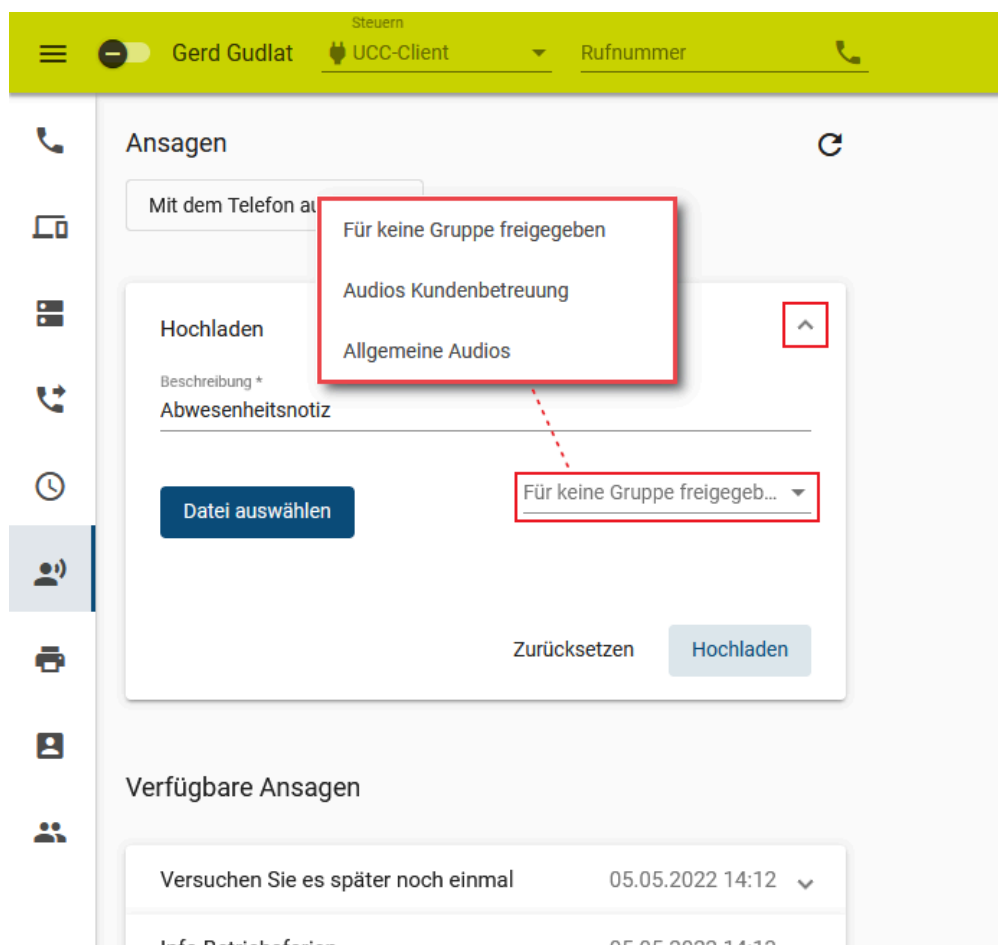 Steuern
Gerd Gudlat UCC-Client Rufnummer
Ansagen
Mit dem Telefon
Für keine Gruppe freigegeben
Audios Kundenbetreuung
Allgemeine Audios
Hochladen
Beschreibung *
Abwesenheitsnotiz
Datei auswählen
Für keine Gruppe freigegeb...
Zurücksetzen Hochladen
Verfügbare Ansagen
Versuchen Sie es später noch einmal 05.05.2022 14:12